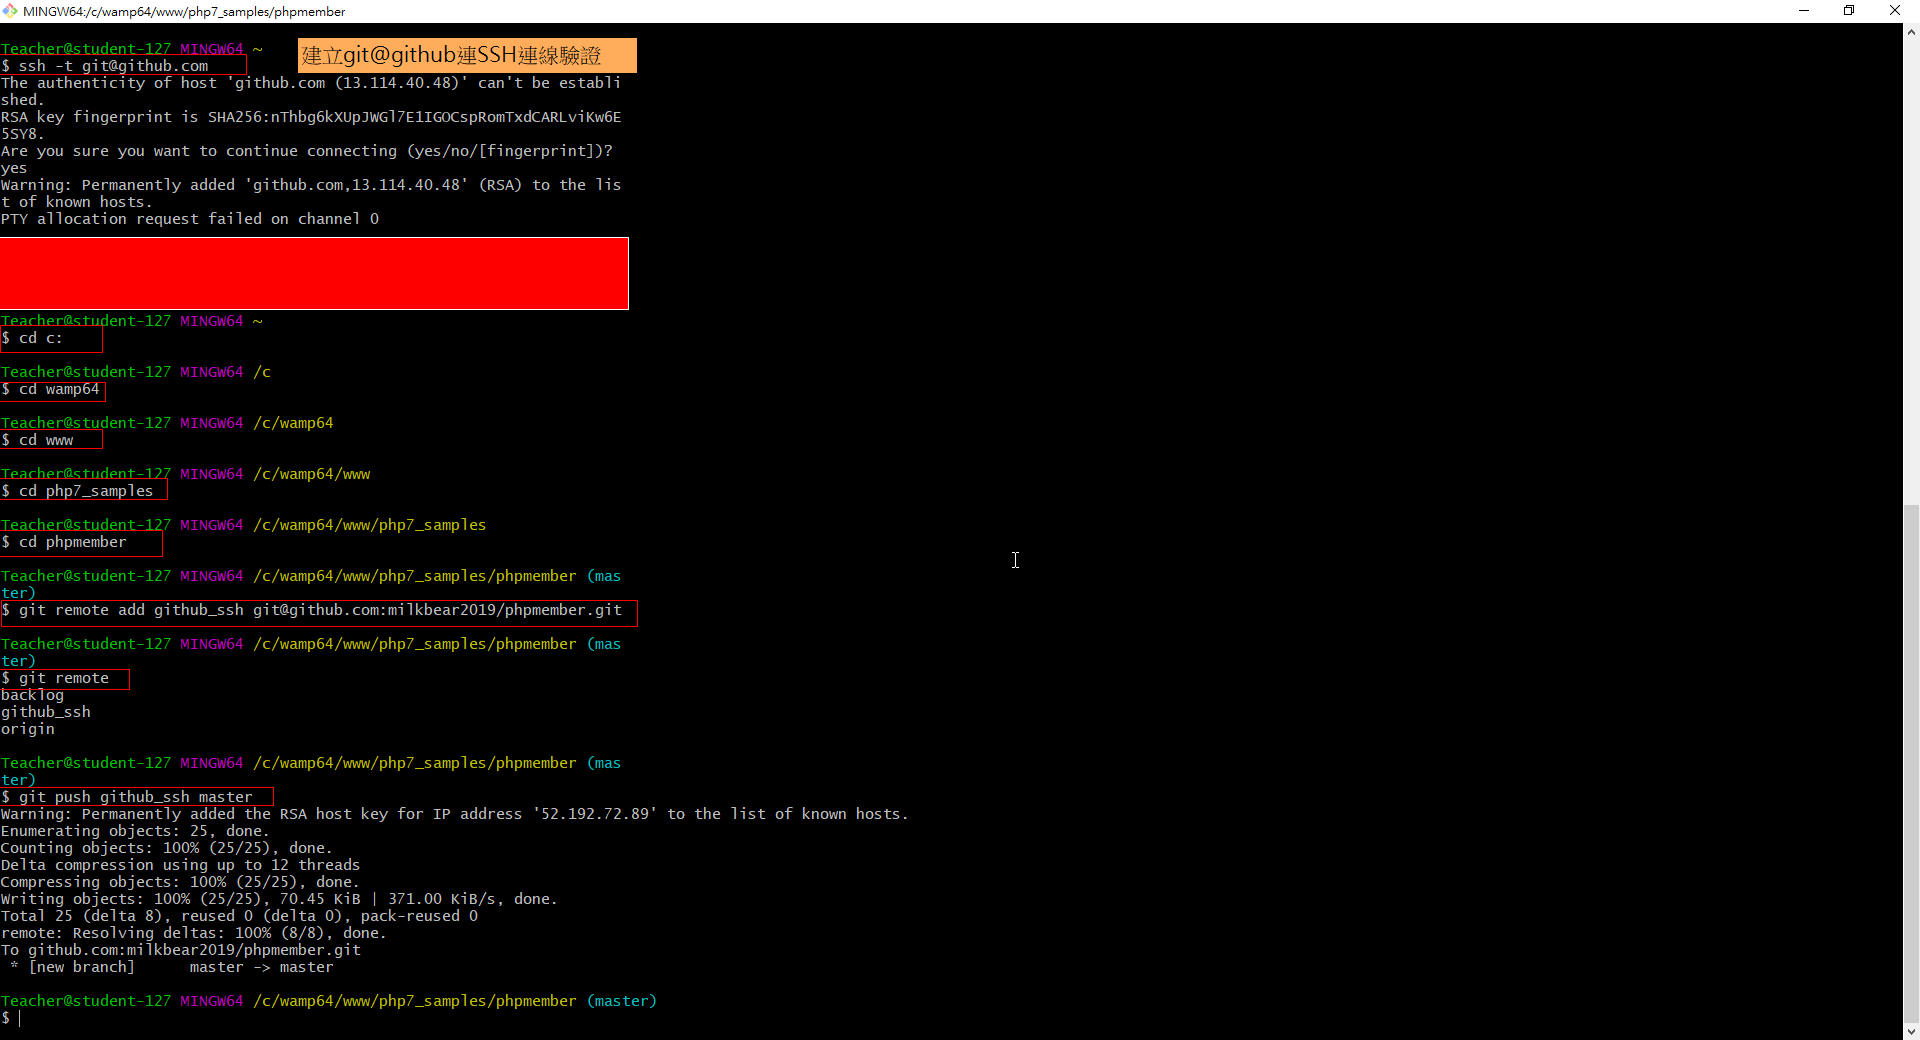 MINGW64:/c/wamp64/www/php7_samples/phpmember
Teacher@student-127 MINGW64 ~
建立git@github連SSH連線驗證
$ ssh -t git@github.com
The authenticity of host 'github.com (13.114.40.48)' can't be establi
shed.
RSA key fingerprint is SHA256:nThbg6kXUpJWGl7E1IGOCspRomTxdCARLviKw6E
5SY8.
Are you sure you want to continue connecting (yes/no/[fingerprint])?
yes
Warning: Permanently added 'github.com,13.114.40.48' (RSA) to the lis
t of known hosts.
PTY allocation request failed on channel 0
Teacher@student-127 MINGW64 ~
$ cd c:
Teacher@student-127 MINGW64 /c
$ cd wamp64
Teacher@student-127 MINGW64 /c/wamp64
$ cd www
Teacher@student-127 MINGW64 /c/wamp64/www
$ cd php7_samples
Teacher@student-127 MINGW64 /c/wamp64/www/php7_samples
$ cd phpmember
Teacher@student-127 MINGW64 /c/wamp64/www/php7_samples/phpmember (mas
ter)
$ git remote add github_ssh git@github.com:milkbear2019/phpmember.git
Teacher@student-127 MINGW64 /c/wamp64/www/php7_samples/phpmember (mas
ter)
$ git remote
backlog
github_ssh
origin
Teacher@student-127 MINGW64 /c/wamp64/www/php7_samples/phpmember (mas
ter)
$ git push github_ssh master
Warning: Permanently added the RSA host key for IP address '52.192.72.89' to the list of known hosts.
Enumerating objects: 25, done.
Counting objects: 100% (25/25), done.
Delta compression using up to 12 threads
Compressing objects: 100% (25/25), done.
Writing objects: 100% (25/25), 70.45 KiB | 371.00 KiB/s, done.
Total 25 (delta 8), reused 0 (delta 0), pack-reused 0
remote: Resolving deltas: 100% (8/8), done.
To github.com:milkbear2019/phpmember.git
 * [new branch]      master -> master
Teacher@student-127 MINGW64 /c/wamp64/www/php7_samples/phpmember (master)
$